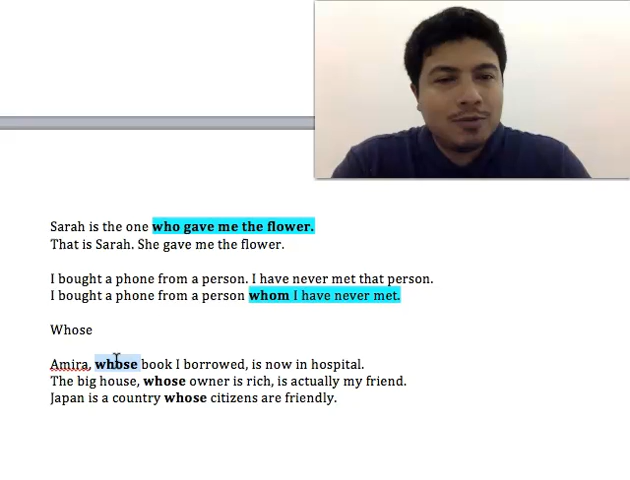 Sarah is the one who gave me the flower.
That is Sarah. She gave me the flower.
I bought a phone from a person. I have never met that person.
I bought a phone from a person whom I have never met.
Whose
Amira, whose book I borrowed, is now in hospital.
The big house, whose owner is rich, is actually my friend.
Japan is a country whose citizens are friendly.